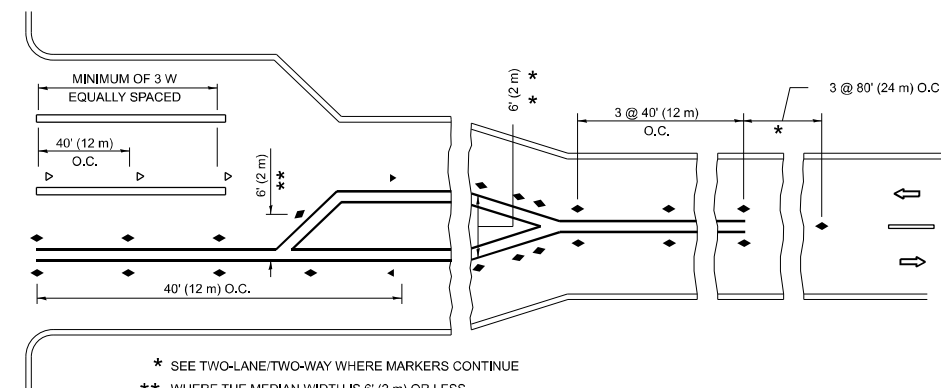 MINIMUM OF 3 W
EQUALLY SPACED
40' (12 m)
O.C.
6' (2 m)
**
40' (12 m) O.C.
6' (2 m) * *
3 @ 40' (12 m)
O.C.
*
3 @ 80' (24 m) O.C
* SEE TWO-LANE/TWO-WAY WHERE MARKERS CONTINUE
** WHERE THE MEDIAN WIDTH IS 6' (2 m) OR LESS